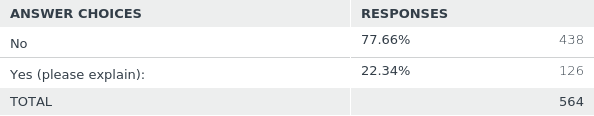 ANSWER CHOICES RESPONSES
No 77.66% 438
Yes (please explain): 22.34% 126
TOTAL 564